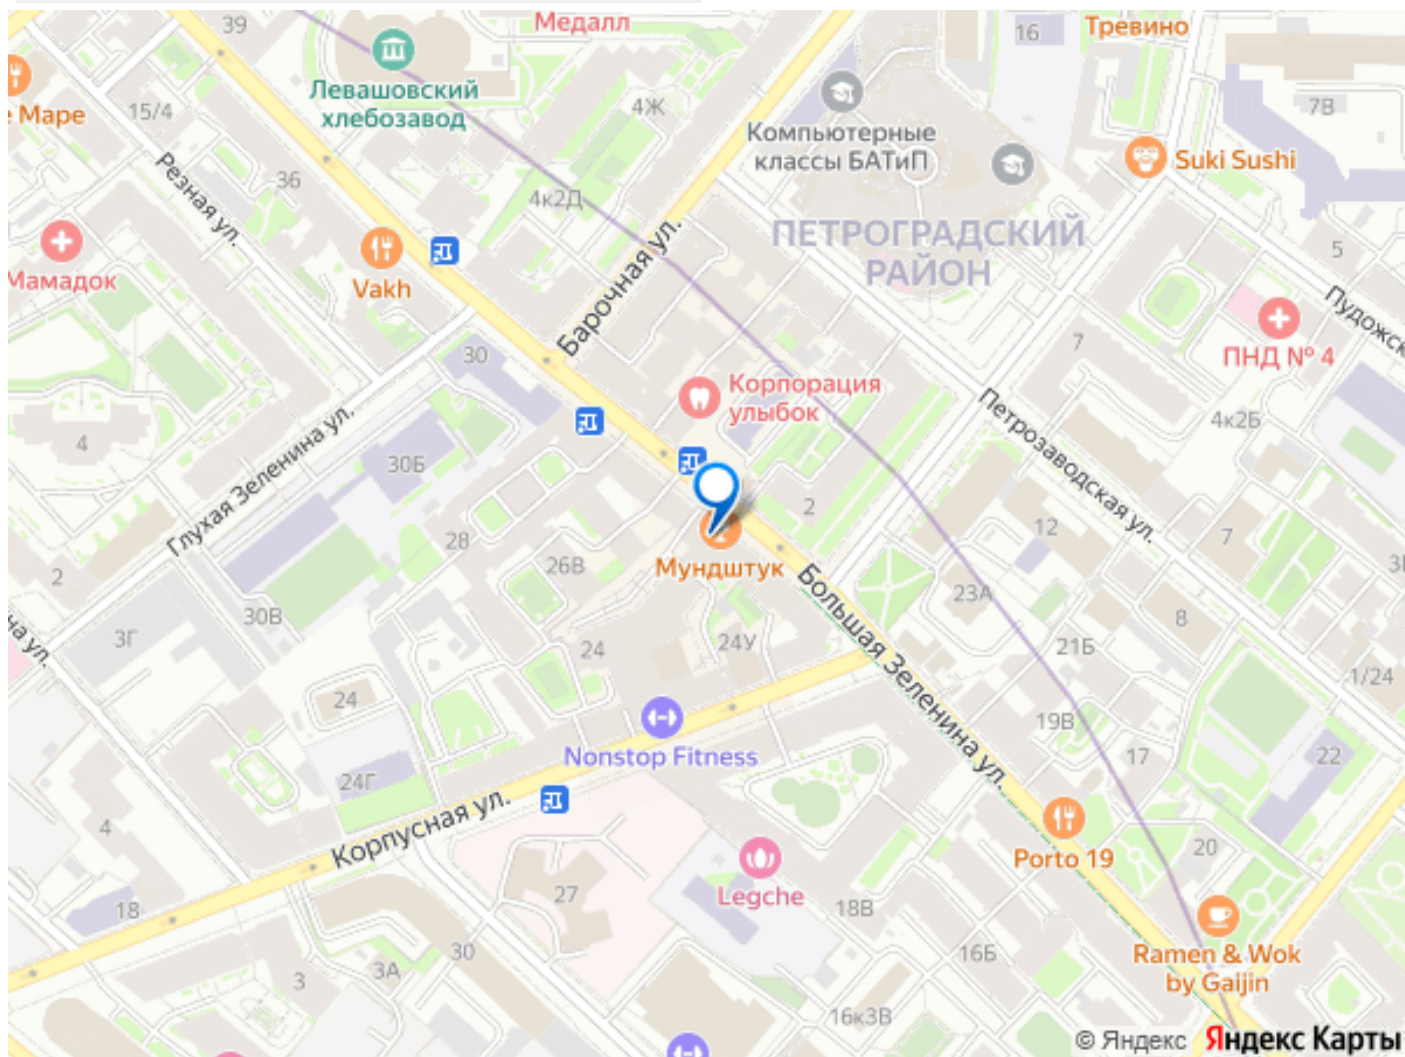 39
Медалл
16
Тревино
Левашовский
хлебозавод
е Маре
15/4
4Ж
7В
Компьютерные
классы БАТиП
Suki Sushi
Резная ул.
36
4к2Д
ПЕТРОГРАДСКИЙ
РАЙОН
5
Мамадок
Vakh
Барочная ул.
Пудожск
30
7
ПНД № 4
Корпорация
улыбок
4
Глухая Зеленина ул.
30Б
Петрозаводская ул.
4к2Б
2
12
7
28
26В
Мундштук
2
30В
3Г
на ул.
Большая Зеленина ул.
23А
8
24
24У
21Б
1/24
24
19В
17
22
Nonstop Fitness
24Г
Корпусная ул.
4
Porto 19
20
18
27
Legche
18В
30
16Б
Ramen & Wok
by Gaijin
3А
3
16к3В
© Яндекс Яндекс Карты